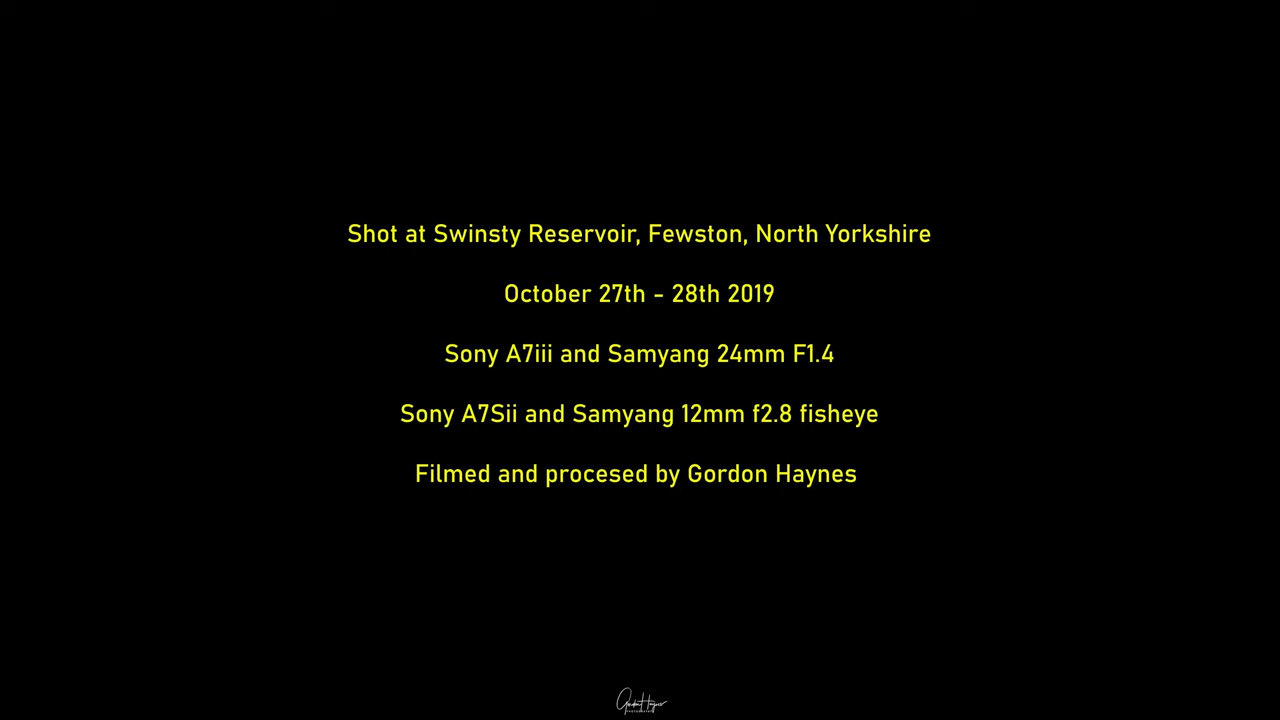 Shot at Swinsty Reservoir, Fewston, North Yorkshire
October 27th - 28th 2019
Sony A7iii and Samyang 24mm F1.4
Sony A7Sii and Samyang 12mm f2.8 fisheye
Filmed and procesed by Gordon Haynes